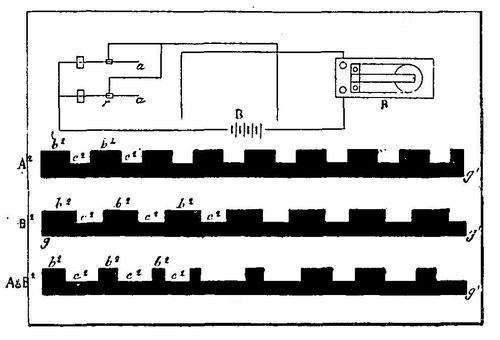 a
a
r
B
R
b² b²
A² c² c² g'
b² b² b²
B² c² c² c² g'
g
b² b² b²
A&B² c² c² c² g'